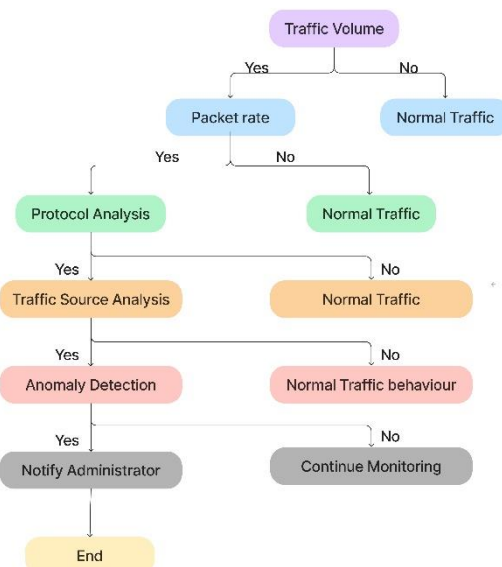 Traffic Volume
Yes
No
Packet rate
Normal Traffic
Yes
No
Protocol Analysis
Normal Traffic
Yes
No
Traffic Source Analysis
Normal Traffic
Yes
No
Anomaly Detection
Normal Traffic behaviour
Yes
No
Notify Administrator
Continue Monitoring
End